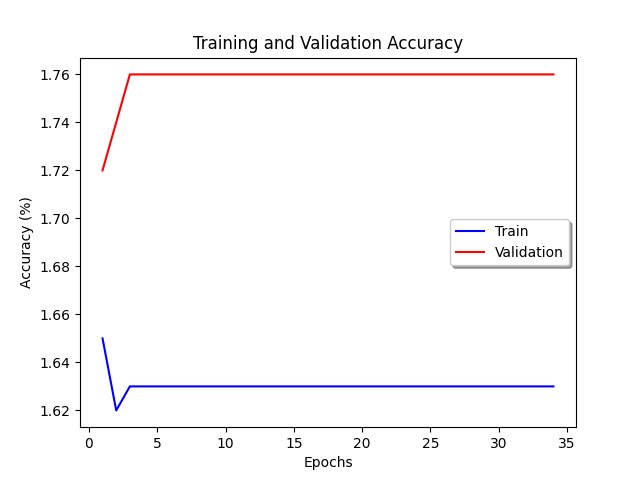 Training and Validation Accuracy
1.76
1.74
1.72
1.70
1.68
1.66
1.64
1.62
Accuracy (%)
Train
Validation
0 5 10 15 20 25 30 35
Epochs